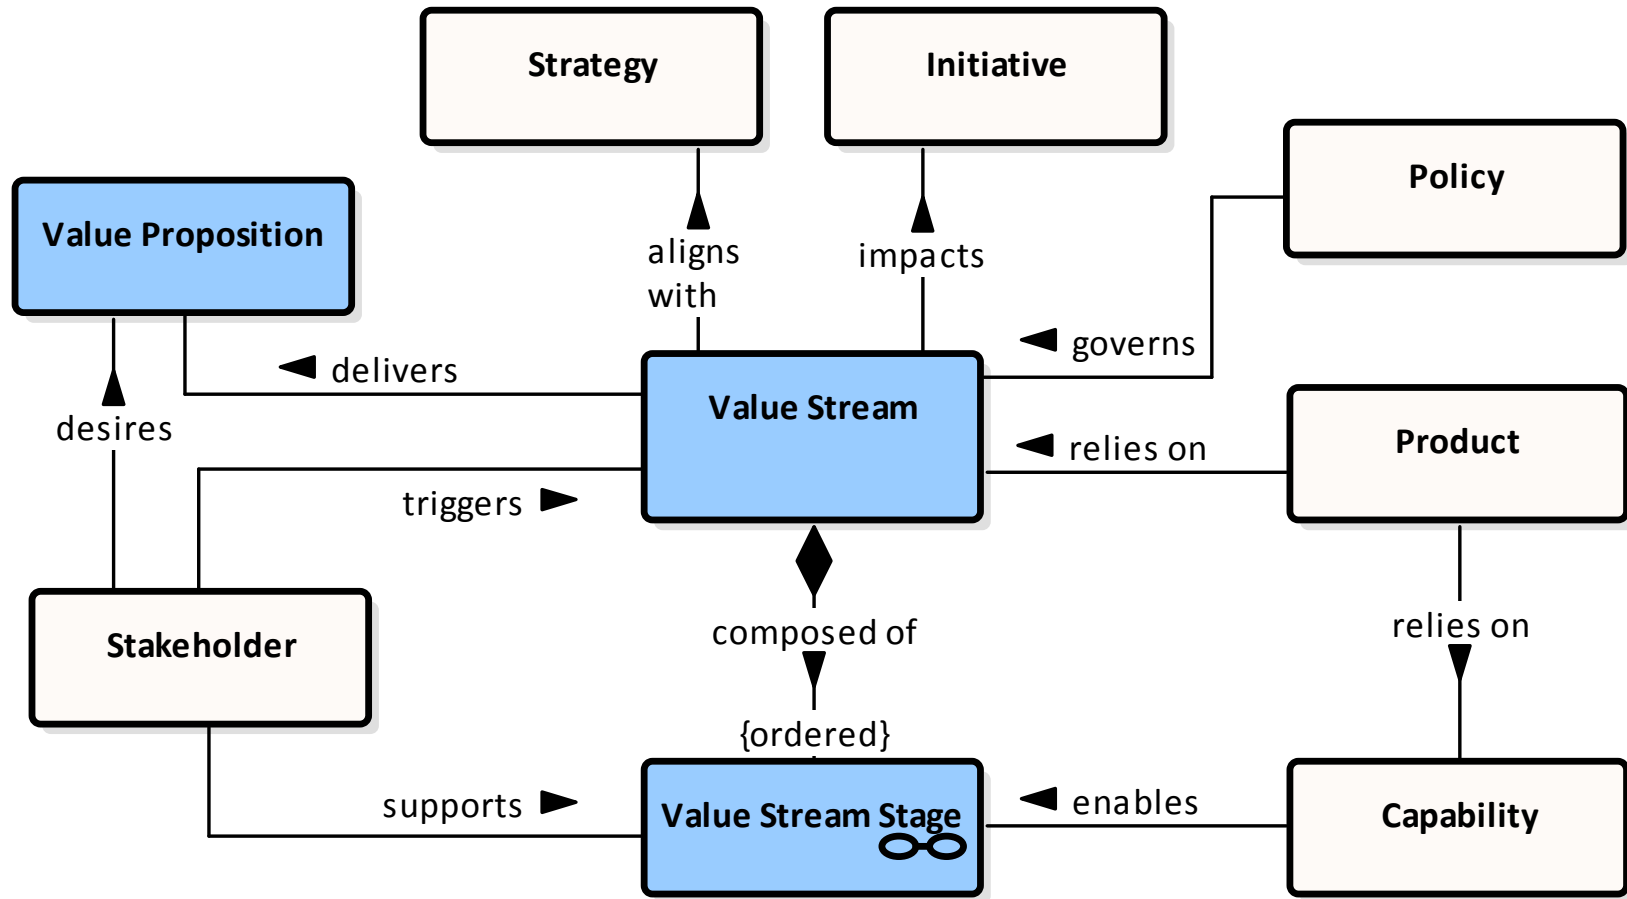 Strategy
Initiative
Policy
Value Proposition
aligns
with
impacts
governs
delivers
Value Stream
desires
relies on
Product
triggers
composed of
relies on
Stakeholder
{ordered}
supports
Value Stream Stage
enables
Capability